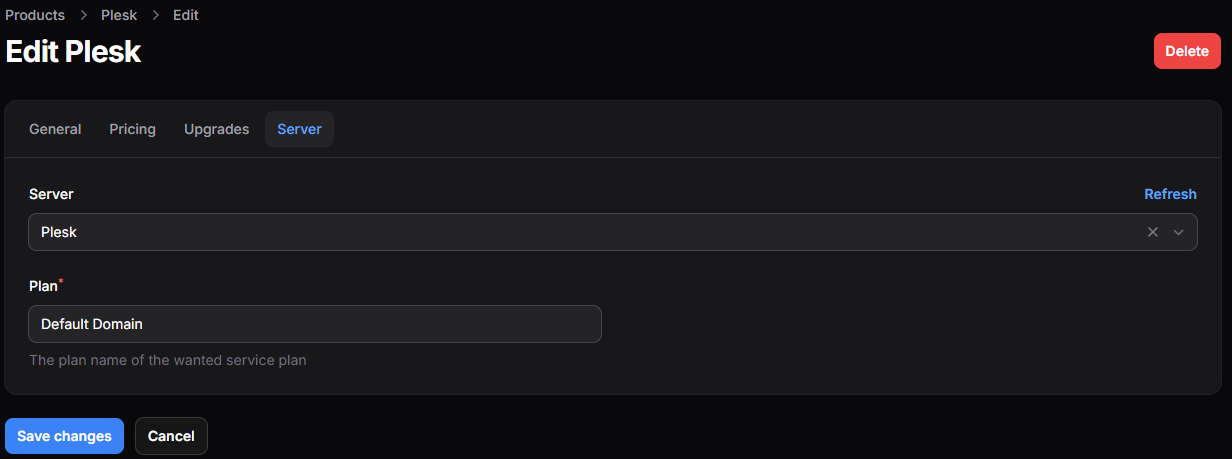 Products > Plesk > Edit
Edit Plesk
Delete
General Pricing Upgrades Server
Server Refresh
Plesk
Plan*
Default Domain
The plan name of the wanted service plan
Save changes Cancel